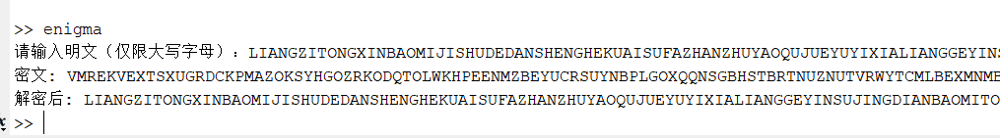 >> enigma
请输入明文（仅限大写字母）：LIANGZITONGXINBAOMIJISHUDEDANSHENGHEKUAISUFAZHANZHUYAOQUJUEYUYIXIALIANGGEYINS
密文: VMREKVEXTSXUGRDCKPMAZOKSYHGOZRKODQTOLWKHPEENMZBEYUCRSUYNBPLGOXQQNSGBHSTBRTNUZNUTVRWYTCMLBEXMNME
解密后: LIANGZITONGXINBAOMIJISHUDEDANSHENGHEKUAISUFAZHANZHUYAOQUJUEYUYIXIALIANGGEYINSUJINGDIANBAOMITO
>>